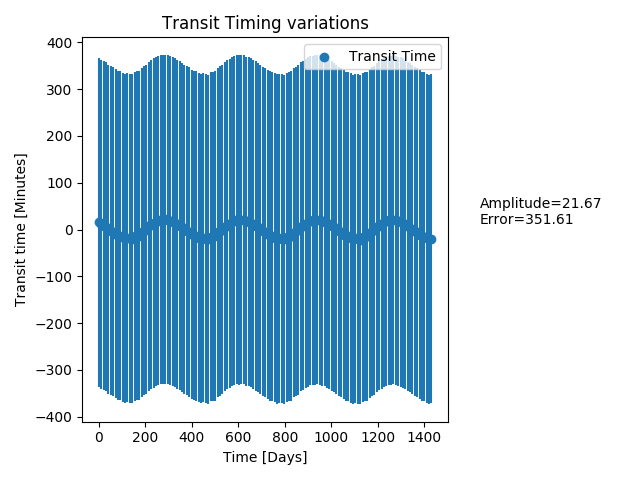 Transit Timing variations
Transit Time
400
300
200
100
0
−100
−200
−300
−400
Transit time [Minutes]
0
200
400
600
800
1000
1200
1400
Time [Days]
Amplitude=21.67
Error=351.61